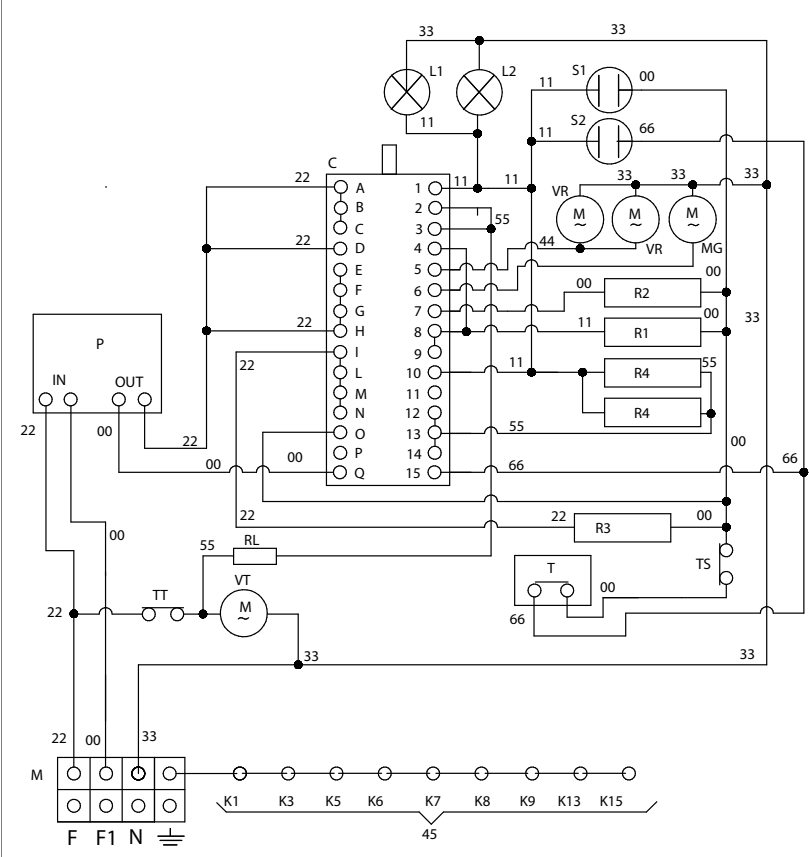 33
33
L1
L2
S1
00
11
11
S2
66
11
C
22
A
1
11
11
33
33
33
VR
M
~
M
~
M
~
VR
MG
B
2
55
C
3
22
D
4
44
E
5
00
F
6
00
R2
G
7
00
33
22
H
8
11
R1
P
I
9
22
L
10
11
R4
55
IN
OUT
M
11
N
12
R4
22
00
22
O
13
55
00
00
00
P
14
Q
15
66
66
22
22
R3
00
00
55
RL
TS
T
00
VT
TT
M
~
22
66
33
33
22
00
33
M
K1
K3
K5
K6
K7
K8
K9
K13
K15
F
F1
N
45